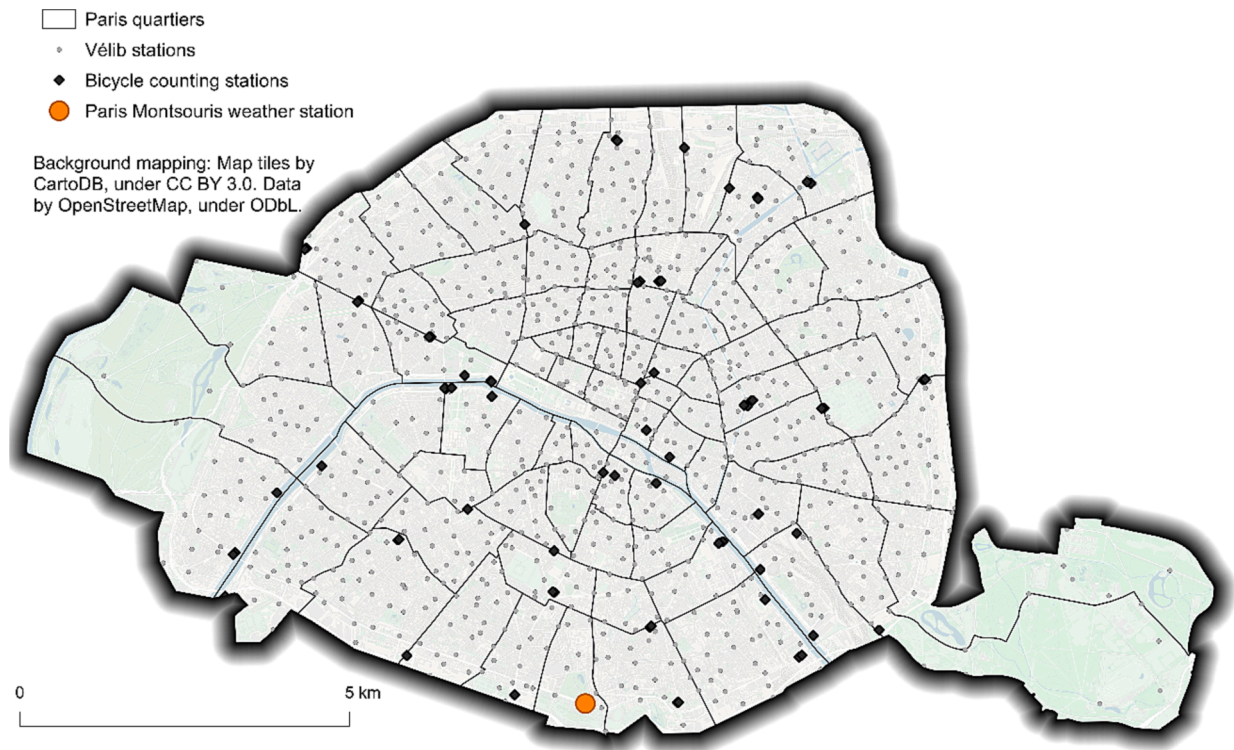 Paris quartiers
Vélib stations
Bicycle counting stations
Paris Montsouris weather station
Background mapping: Map tiles by
CartoDB, under CC BY 3.0. Data
by OpenStreetMap, under ODbL.
0
5 km